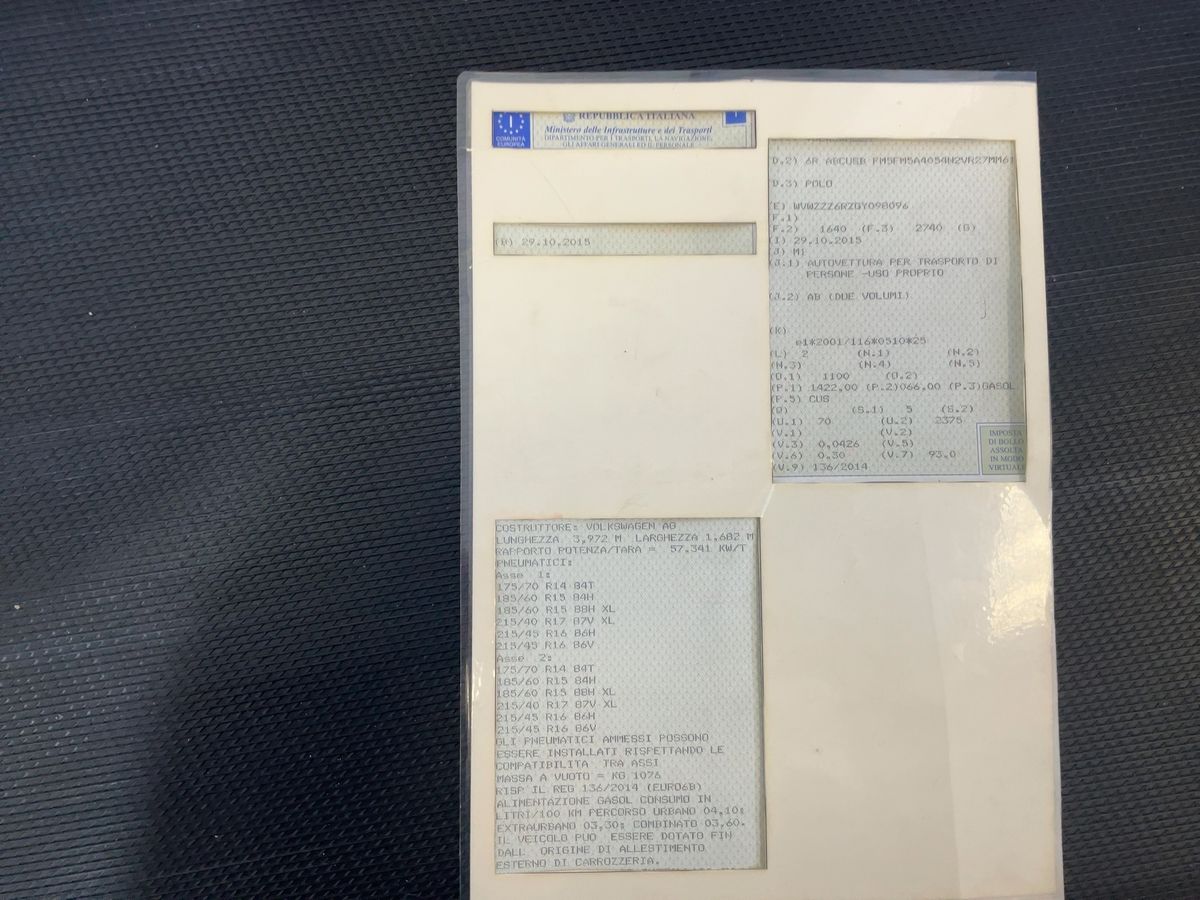 COMUNITÀ
EUROPEA
REPUBBLICA ITALIANA
Ministero delle Infrastrutture e dei Trasporti
DIPARTIMENTO PER I TRASPORTI, LA NAVIGAZIONE,
GLI AFFARI GENERALI ED IL PERSONALE
I
(B) 29.10.2015
D.2) 6R ABCUSB FM5FM5A4054N2VR27MM61
D.3) POLO
(E) WVWZZZ6RZGY098096
(F.1)
(F.2) 1640 (F.3) 2740 (G)
(I) 29.10.2015
(J) M1
(J.1) AUTOVETTURA PER TRASPORTO DI
PERSONE -USO PROPRIO
(J.2) AB (DUE VOLUMI)
(K)
e1*2001/116*0510*25
(L) 2 (N.1) (N.2)
(N.3) (N.4) (N.5)
(O.1) 1100 (O.2)
(P.1) 1422,00 (P.2)066,00 (P.3)GASOL
(P.5) CUS
(Q) (S.1) 5 (S.2)
(U.1) 70 (U.2) 2375
(V.1) (V.2)
(V.3) 0,0426 (V.5)
(V.6) 0.30 (V.7) 93.0
(V.9) 136/2014
IMPOSTA
DI BOLLO
ASSOLTA
IN MODO
VIRTUALE
COSTRUTTORE: VOLKSWAGEN AG
LUNGHEZZA 3,972 M LARGHEZZA 1,682 M
RAPPORTO POTENZA/TARA = 57,341 KW/T
PNEUMATICI:
Asse 1:
175/70 R14 84T
185/60 R15 84H
185/60 R15 88H XL
215/40 R17 87V XL
215/45 R16 86H
215/45 R16 86V
Asse 2:
175/70 R14 84T
185/60 R15 84H
185/60 R15 88H XL
215/40 R17 87V XL
215/45 R16 86H
215/45 R16 86V
GLI PNEUMATICI AMMESSI POSSONO
ESSERE INSTALLATI RISPETTANDO LE
COMPATIBILITA TRA ASSI
MASSA A VUOTO = KG 1076
RISP IL REG 136/2014 (EURO6B)
ALIMENTAZIONE GASOL CONSUMO IN
LITRI/100 KM PERCORSO URBANO 04,10;
EXTRAURBANO 03,30; COMBINATO 03,60.
IL VEICOLO PUO ESSERE DOTATO FIN
DALL ORIGINE DI ALLESTIMENTO
ESTERNO DI CARROZZERIA.